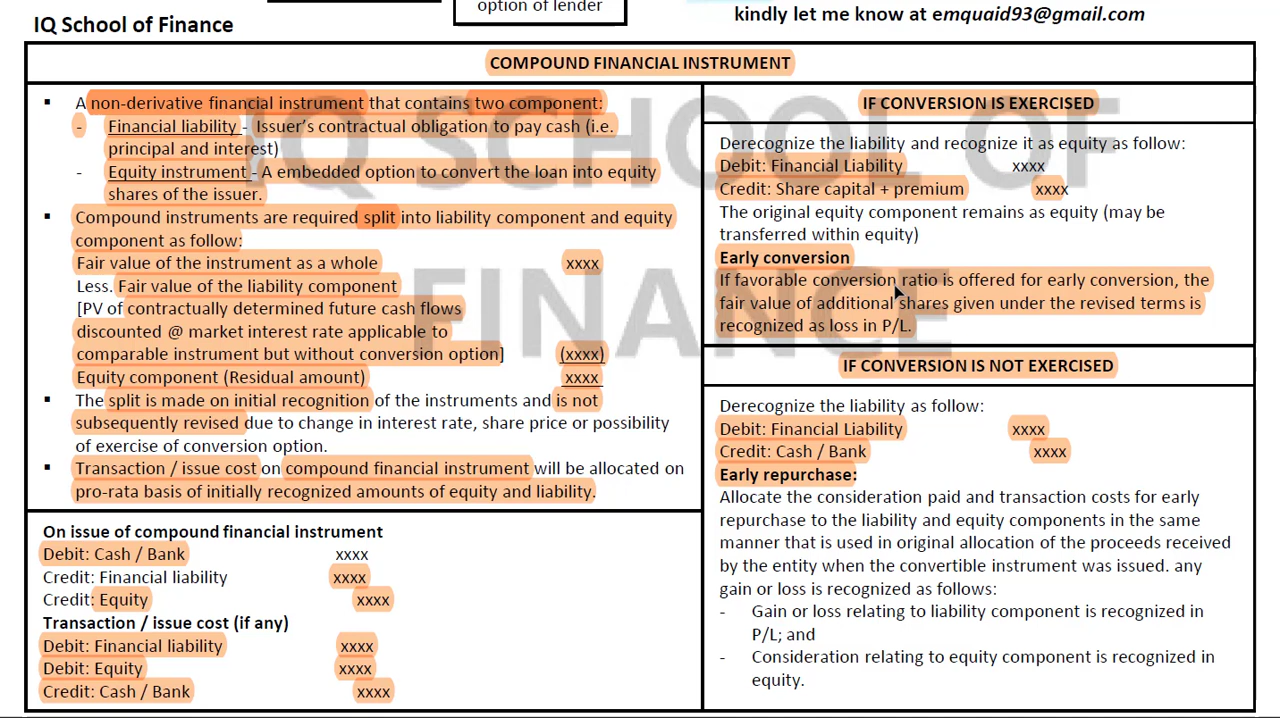 option of lender
kindly let me know at emquaid93@gmail.com
IQ School of Finance
COMPOUND FINANCIAL INSTRUMENT
▪ A non-derivative financial instrument that contains two component:
- Financial liability - Issuer's contractual obligation to pay cash (i.e.
principal and interest)
- Equity instrument - A embedded option to convert the loan into equity
shares of the issuer.
▪ Compound instruments are required split into liability component and equity
component as follow:
Fair value of the instrument as a whole xxxx
Less. Fair value of the liability component
[PV of contractually determined future cash flows
discounted @ market interest rate applicable to
comparable instrument but without conversion option] (xxxx)
Equity component (Residual amount) xxxx
▪ The split is made on initial recognition of the instruments and is not
subsequently revised due to change in interest rate, share price or possibility
of exercise of conversion option.
▪ Transaction / issue cost on compound financial instrument will be allocated on
pro-rata basis of initially recognized amounts of equity and liability.
On issue of compound financial instrument
Debit: Cash / Bank xxxx
Credit: Financial liability xxxx
Credit: Equity xxxx
Transaction / issue cost (if any)
Debit: Financial liability xxxx
Debit: Equity xxxx
Credit: Cash / Bank xxxx
IF CONVERSION IS EXERCISED
Derecognize the liability and recognize it as equity as follow:
Debit: Financial Liability xxxx
Credit: Share capital + premium xxxx
The original equity component remains as equity (may be
transferred within equity)
Early conversion
If favorable conversion ratio is offered for early conversion, the
fair value of additional shares given under the revised terms is
recognized as loss in P/L.
IF CONVERSION IS NOT EXERCISED
Derecognize the liability as follow:
Debit: Financial Liability xxxx
Credit: Cash / Bank xxxx
Early repurchase:
Allocate the consideration paid and transaction costs for early
repurchase to the liability and equity components in the same
manner that is used in original allocation of the proceeds received
by the entity when the convertible instrument was issued. any
gain or loss is recognized as follows:
- Gain or loss relating to liability component is recognized in
P/L; and
- Consideration relating to equity component is recognized in
equity.
IQ SCHOOL OF
FINANCE